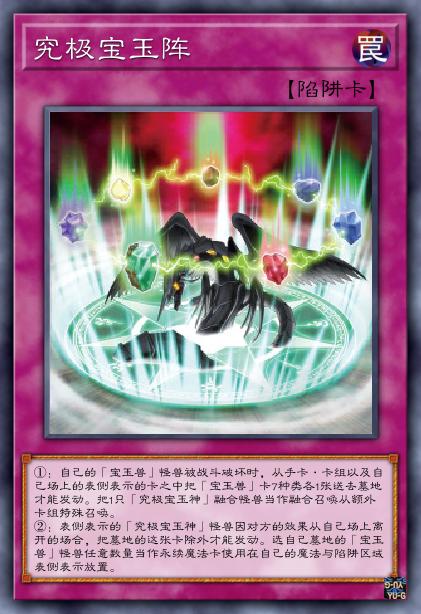 究极宝玉阵
罠
【陷阱卡】
①：自己的「宝玉兽」怪兽被战斗破坏时，从手卡·卡组以及自
己场上的表侧表示的卡之中把「宝玉兽」卡7种类各1张送去墓地
才能发动。把1只「究极宝玉神」融合怪兽当作融合召唤从额外
卡组特殊召唤。
②：表侧表示的「究极宝玉神」怪兽因对方的效果从自己场上离
开的场合，把墓地的这张卡除外才能发动。选自己墓地的「宝玉
兽」怪兽任意数量当作永续魔法卡使用在自己的魔法与陷阱区域
表侧表示放置。
YU-G